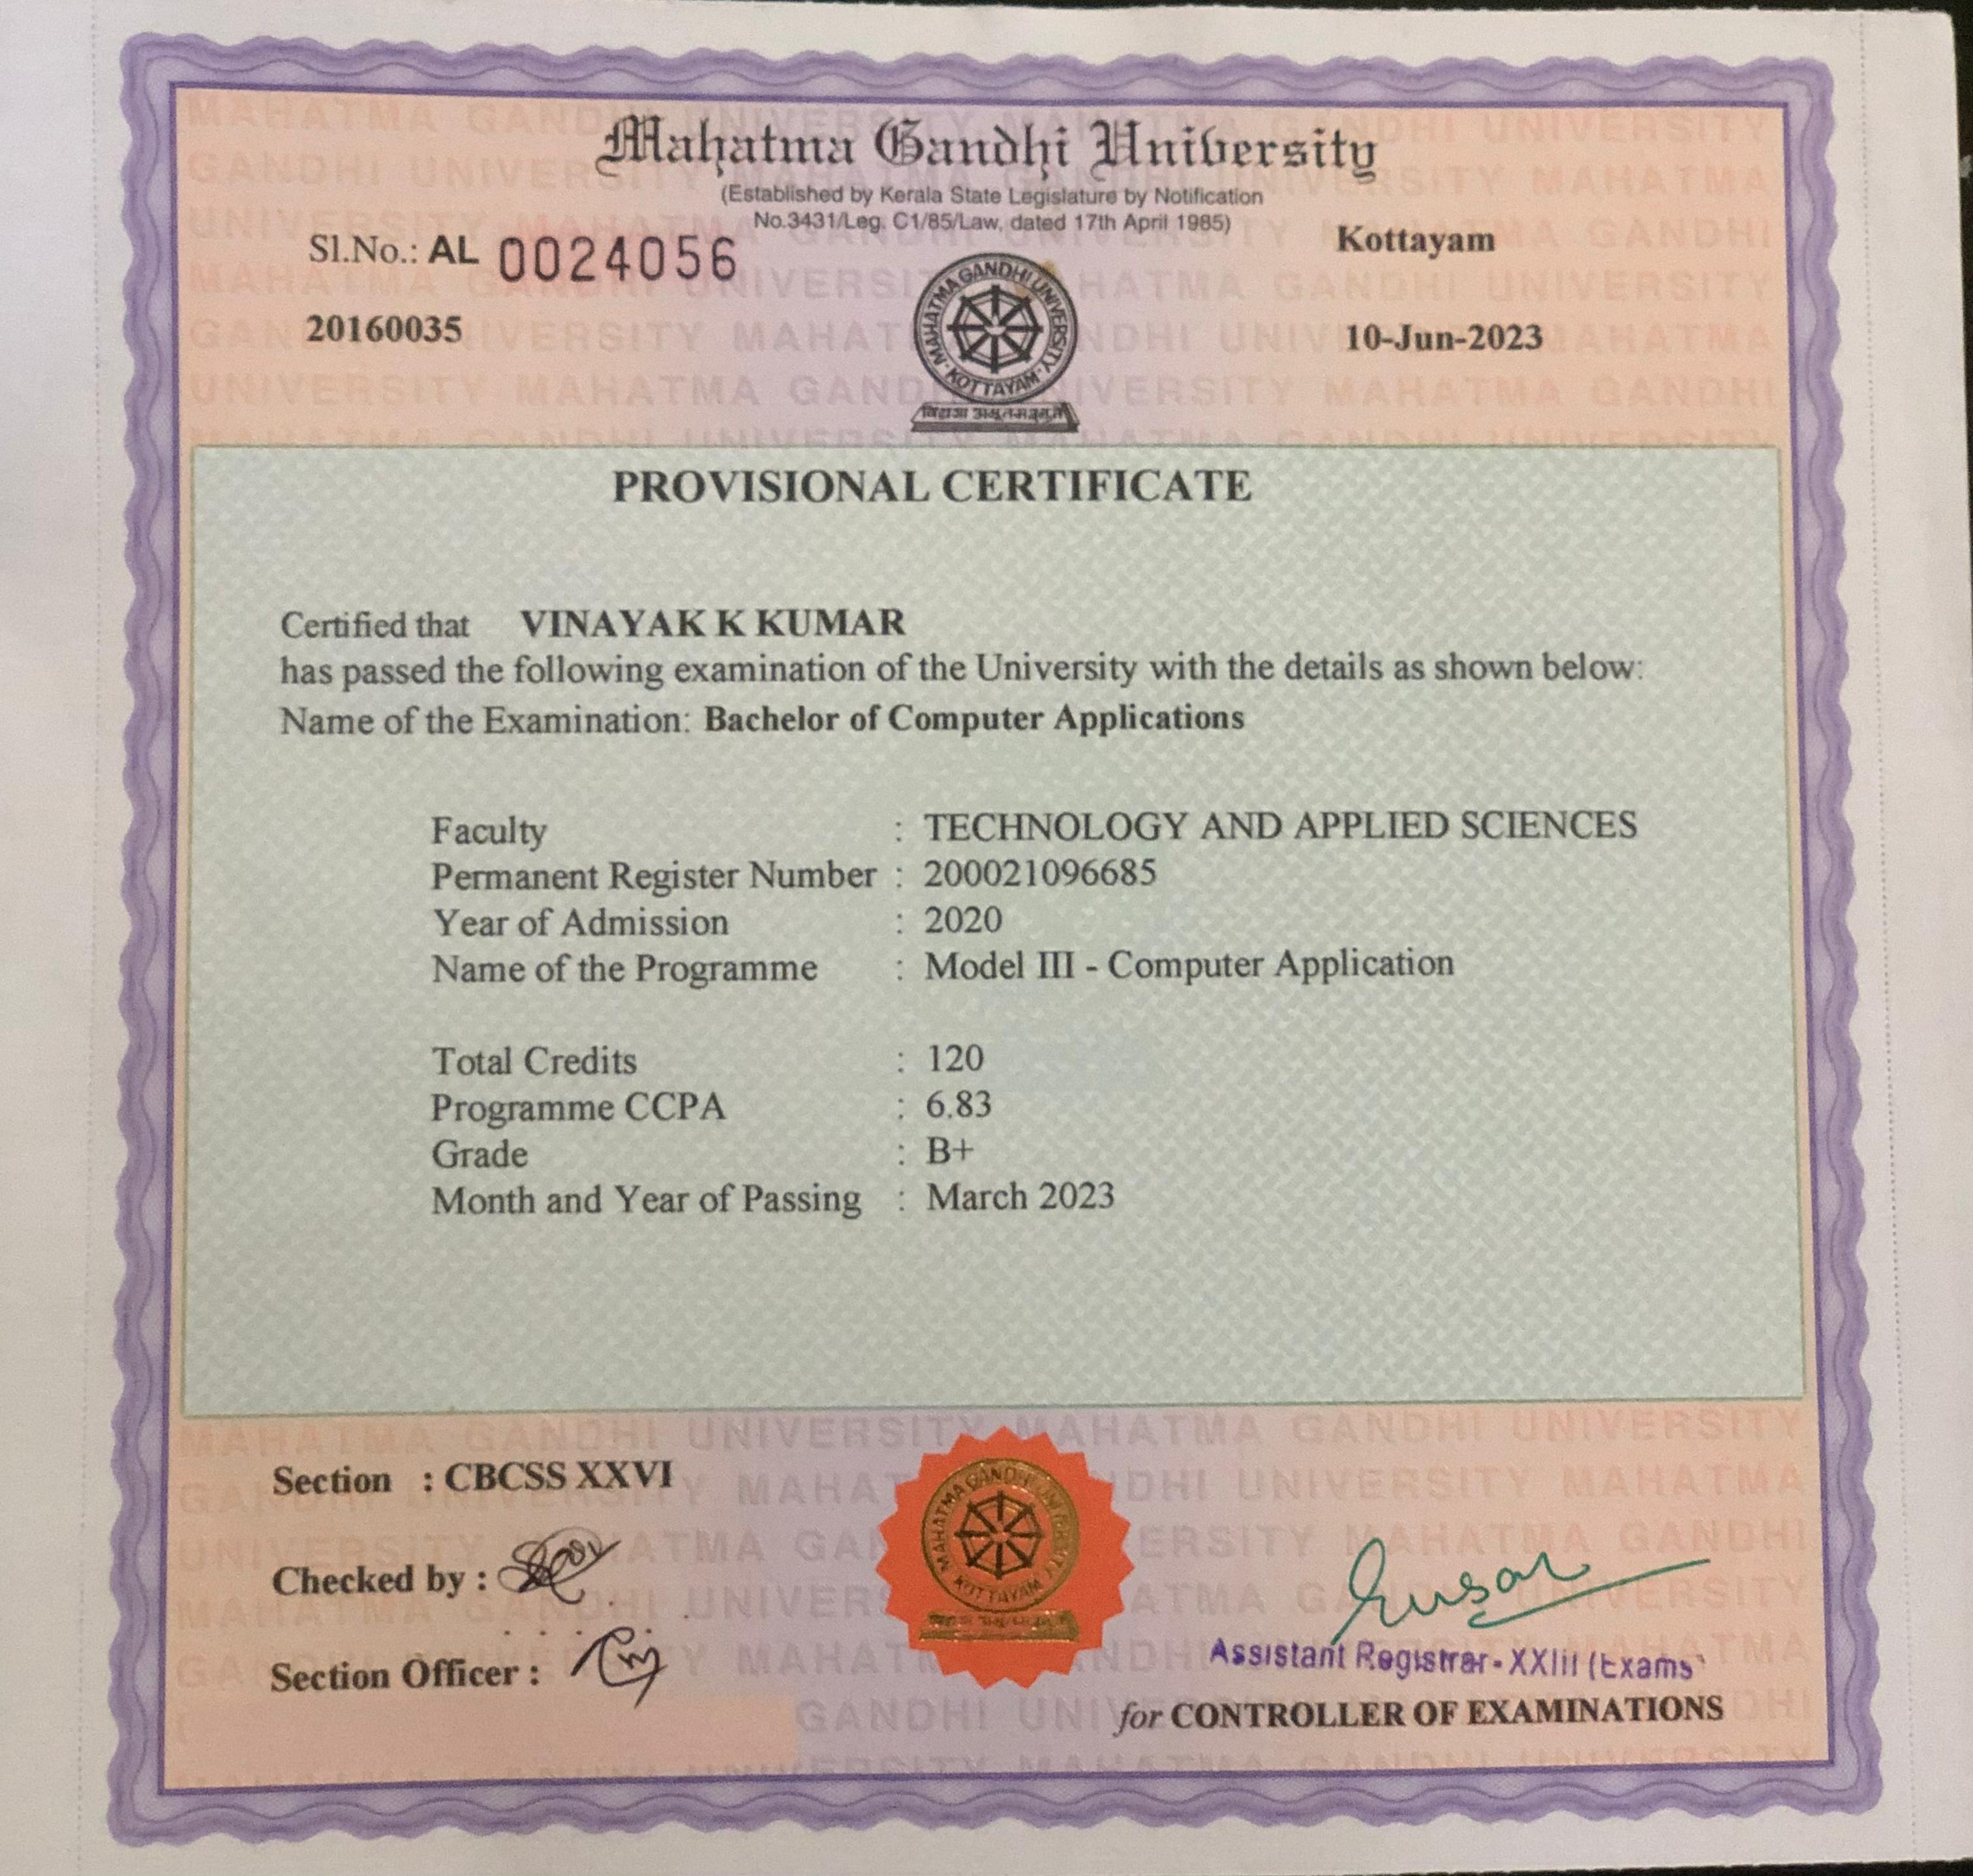 Mahatma Gandhi University
(Established by Kerala State Legislature by Notification
No.3431/Leg. C1/85/Law, dated 17th April 1985)
Sl.No.: AL 0024056
Kottayam
20160035
10-Jun-2023
MAHATMA GANDHI UNIVERSITY
KOTTAYAM
PROVISIONAL CERTIFICATE
Certified that VINAYAK K KUMAR
has passed the following examination of the University with the details as shown below:
Name of the Examination: Bachelor of Computer Applications
Faculty : TECHNOLOGY AND APPLIED SCIENCES
Permanent Register Number : 200021096685
Year of Admission : 2020
Name of the Programme : Model III - Computer Application
Total Credits : 120
Programme CCPA : 6.83
Grade : B+
Month and Year of Passing : March 2023
Section : CBCSS XXVI
Checked by :
Section Officer :
MAHATMA GANDHI UNIVERSITY
KOTTAYAM
Assistant Registrar-XXIII (Exams
for CONTROLLER OF EXAMINATIONS